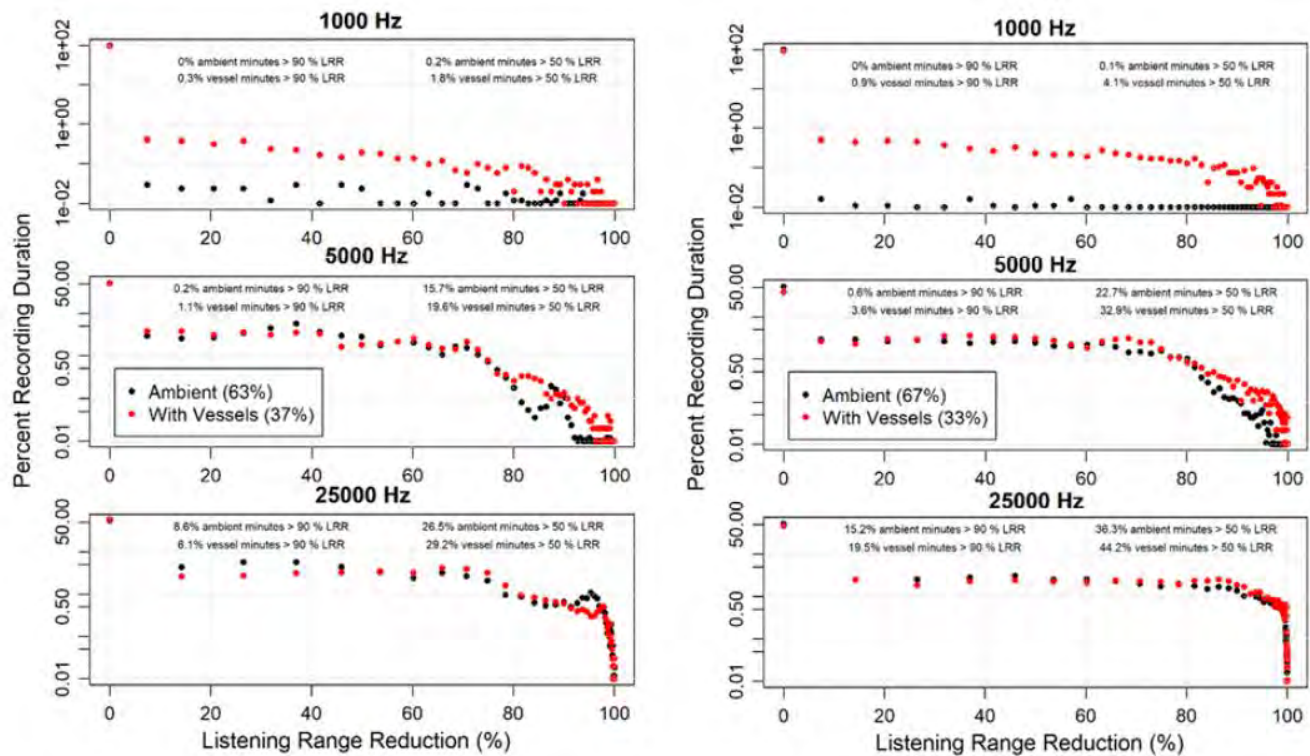 1000 Hz
1e+02
1e+00
1e-02
0% ambient minutes > 90 % LRR
0.2% ambient minutes > 50 % LRR
0.3% vessel minutes > 90 % LRR
1.8% vessel minutes > 50 % LRR
0 20 40 60 80 100
5000 Hz
50.00
0.50
0.01
0.2% ambient minutes > 90 % LRR
15.7% ambient minutes > 50 % LRR
1.1% vessel minutes > 90 % LRR
19.6% vessel minutes > 50 % LRR
Ambient (63%)
With Vessels (37%)
0 20 40 60 80 100
Percent Recording Duration
25000 Hz
50.00
0.50
0.01
8.6% ambient minutes > 90 % LRR
26.5% ambient minutes > 50 % LRR
6.1% vessel minutes > 90 % LRR
29.2% vessel minutes > 50 % LRR
0 20 40 60 80 100
Listening Range Reduction (%)
1000 Hz
1e+02
1e+00
1e-02
0% ambient minutes > 90 % LRR
0.1% ambient minutes > 50 % LRR
0.9% vessel minutes > 90 % LRR
4.1% vessel minutes > 50 % LRR
0 20 40 60 80 100
5000 Hz
50.00
0.50
0.01
0.6% ambient minutes > 90 % LRR
22.7% ambient minutes > 50 % LRR
3.6% vessel minutes > 90 % LRR
32.9% vessel minutes > 50 % LRR
Ambient (67%)
With Vessels (33%)
0 20 40 60 80 100
Percent Recording Duration
25000 Hz
50.00
0.50
0.01
15.2% ambient minutes > 90 % LRR
36.3% ambient minutes > 50 % LRR
19.5% vessel minutes > 90 % LRR
44.2% vessel minutes > 50 % LRR
0 20 40 60 80 100
Listening Range Reduction (%)